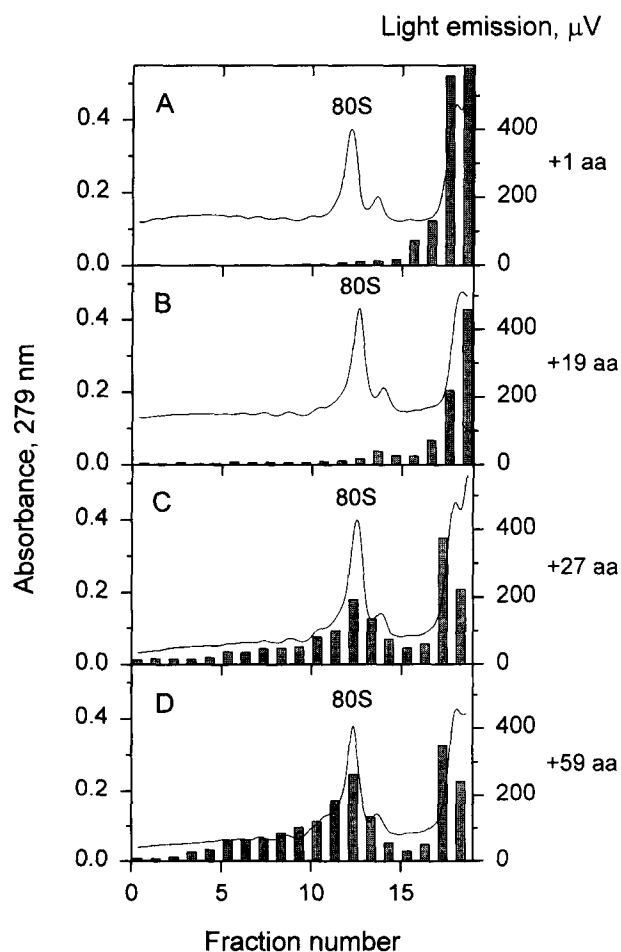 Light emission, μV
A
80S
0.4
0.2
0.0
400
200
0
+1 aa
B
80S
0.4
0.2
0.0
400
200
0
+19 aa
C
80S
0.4
0.2
0.0
400
200
0
+27 aa
D
80S
0.4
0.2
0.0
400
200
0
+59 aa
Absorbance, 279 nm
0 5 10 15
Fraction number